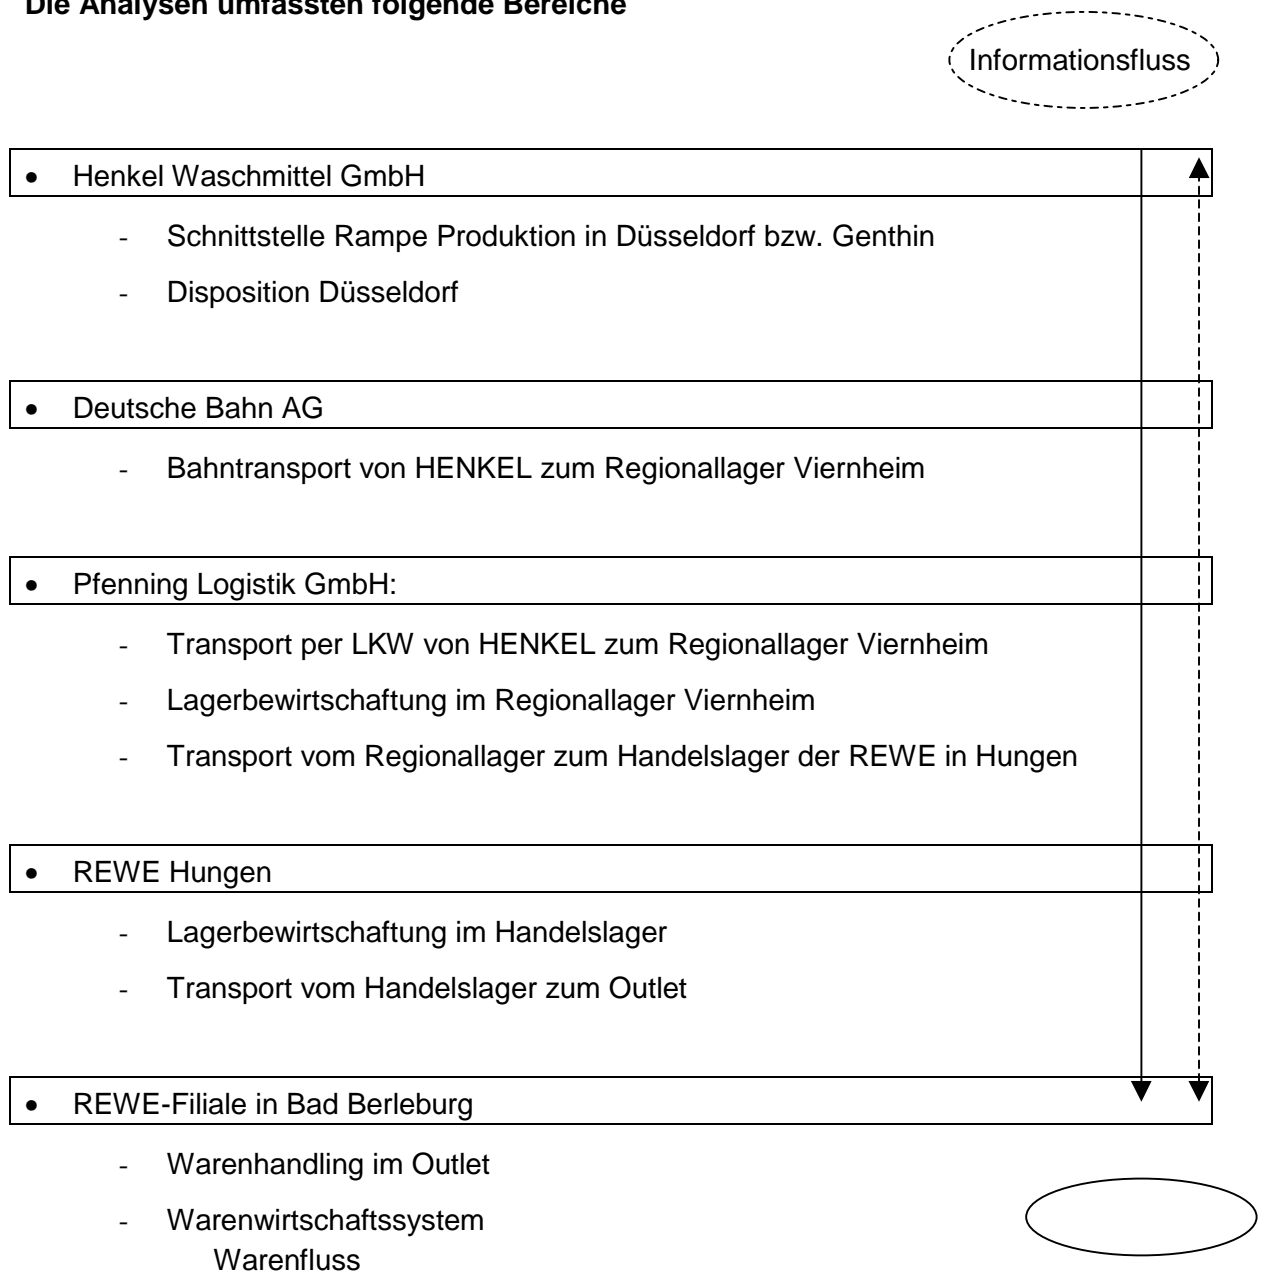 Die Analysen umfassten folgende Bereiche
Informationsfluss
• Henkel Waschmittel GmbH
- Schnittstelle Rampe Produktion in Düsseldorf bzw. Genthin
- Disposition Düsseldorf
• Deutsche Bahn AG
- Bahntransport von HENKEL zum Regionallager Viernheim
• Pfenning Logistik GmbH:
- Transport per LKW von HENKEL zum Regionallager Viernheim
- Lagerbewirtschaftung im Regionallager Viernheim
- Transport vom Regionallager zum Handelslager der REWE in Hungen
• REWE Hungen
- Lagerbewirtschaftung im Handelslager
- Transport vom Handelslager zum Outlet
• REWE-Filiale in Bad Berleburg
- Warenhandling im Outlet
- Warenwirtschaftssystem
Warenfluss